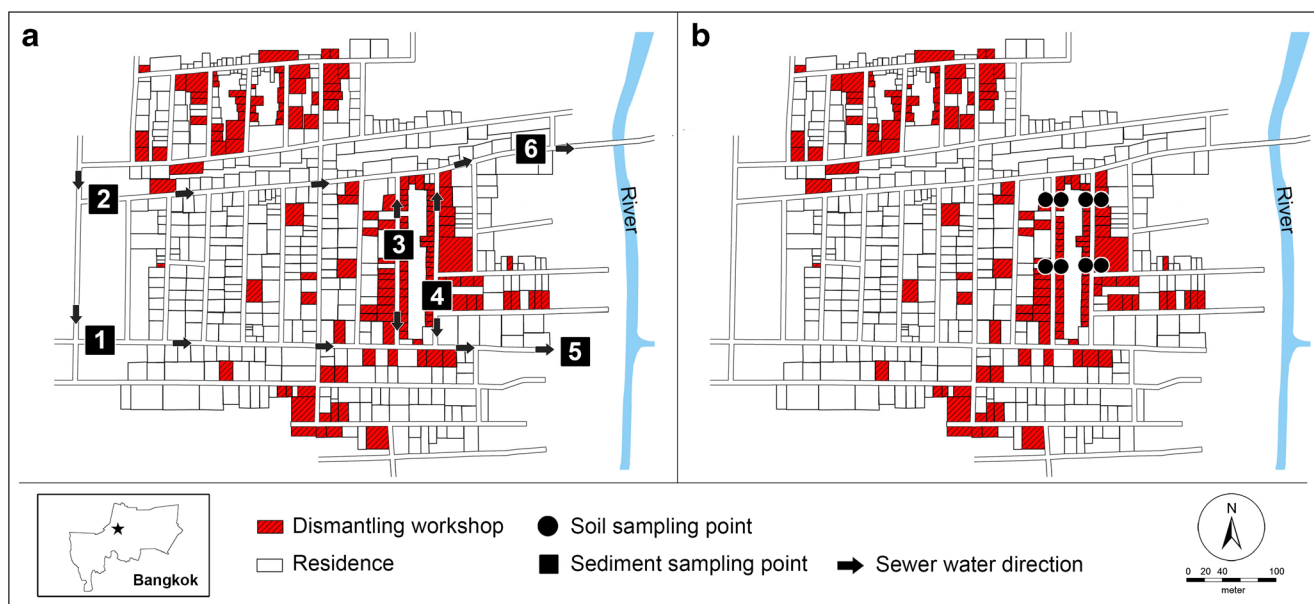 a
b
6
2
3
4
1
5
River
River
Bangkok
Dismantling workshop
Residence
Soil sampling point
Sediment sampling point
Sewer water direction
N
0 20 40 100
meter